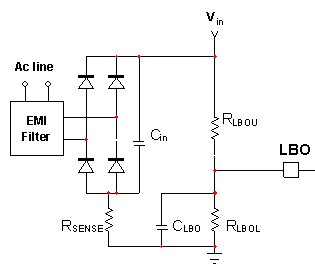 Vin
Ac line
EMI
Filter
Cin
RLBOU
LBO
RSENSE
CLBO
RLBOL